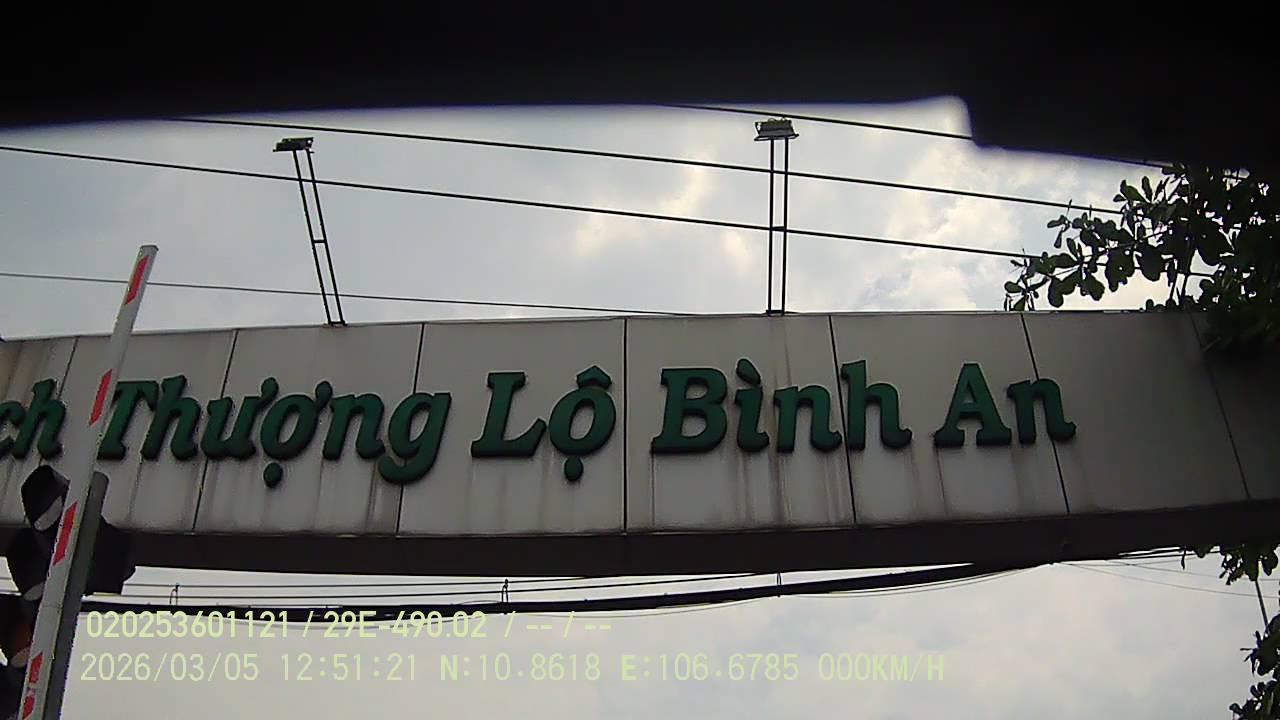 ch Thượng Lộ Bình An
020253601121 / 29E-490.02 / -- / --
2026/03/05 12:51:21 N:10.8618 E:106.6785 000KM/H